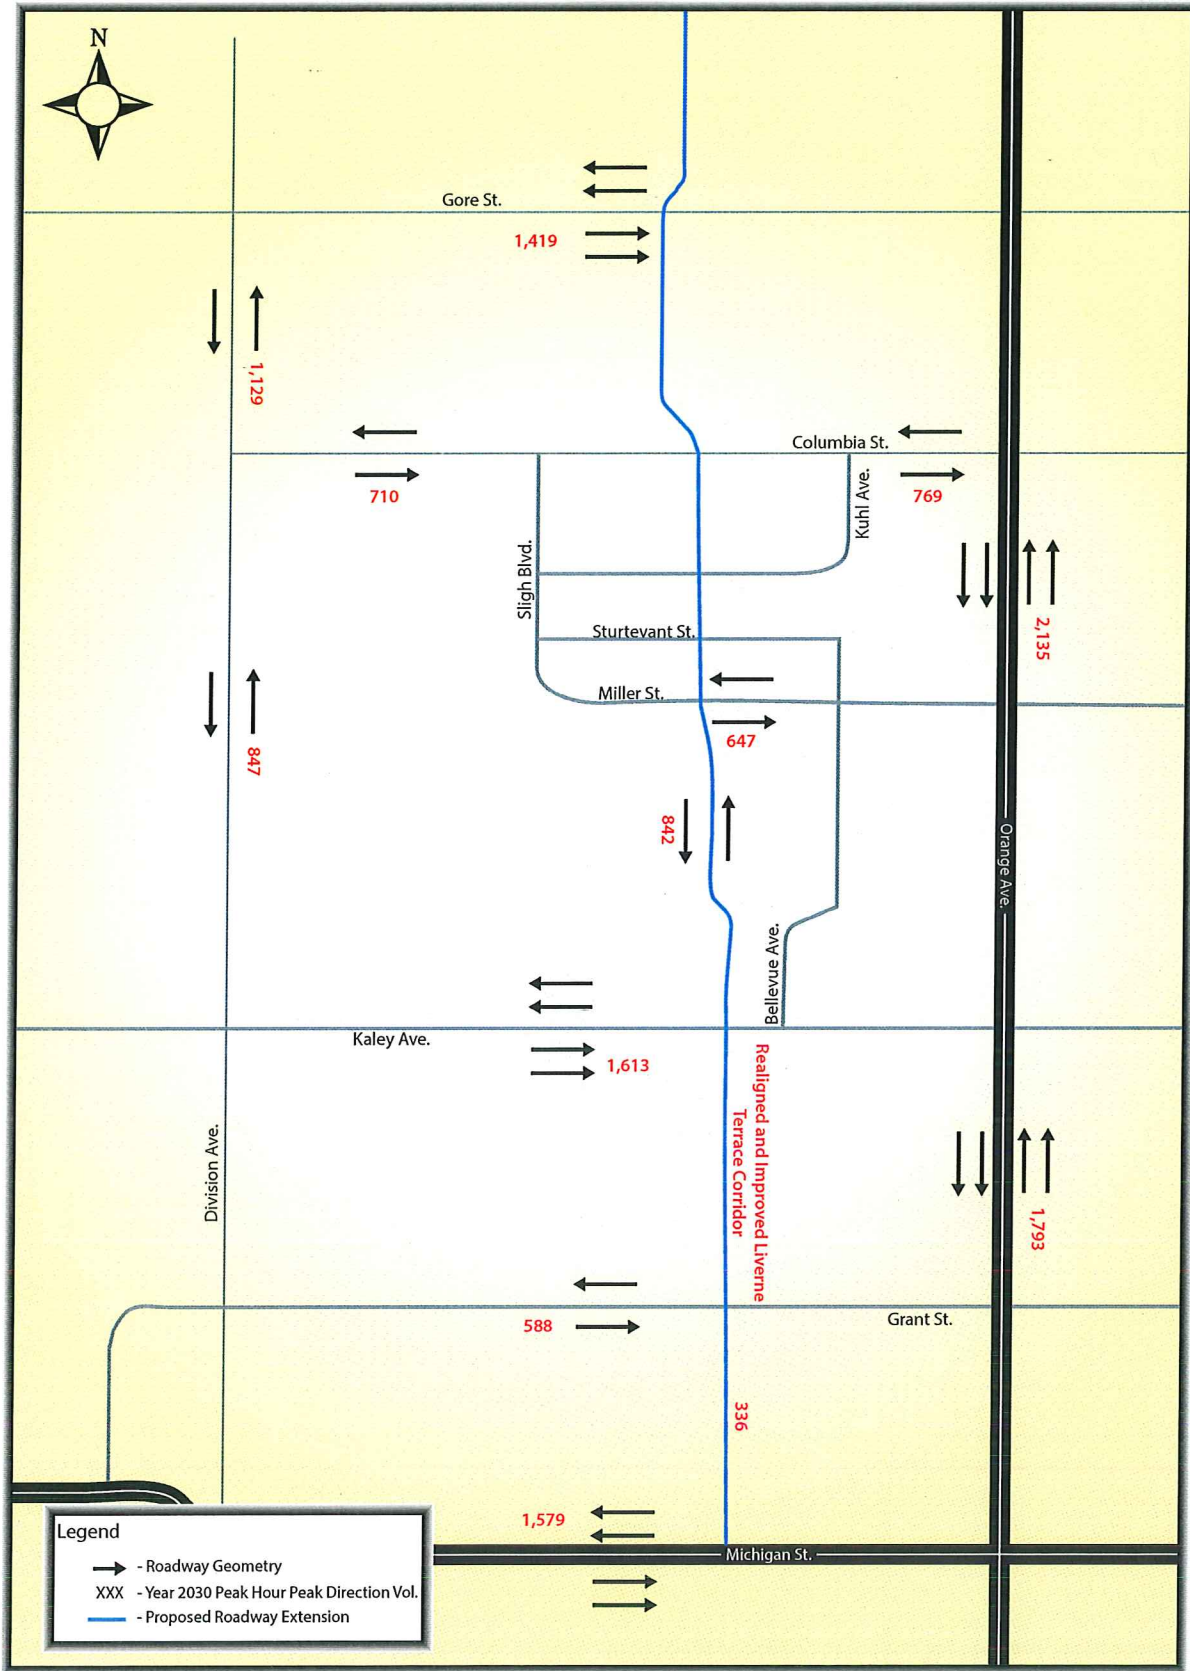 N
Gore St.
1,419
1,129
Columbia St.
710
769
Kuhl Ave.
Sligh Blvd.
Sturtevant St.
2,135
Miller St.
647
847
842
Orange Ave.
Bellevue Ave.
Kaley Ave.
1,613
Realigned and Improved Liverne
Terrace Corridor
Division Ave.
1,793
588
Grant St.
336
1,579
Michigan St.
Legend
- Roadway Geometry
XXX - Year 2030 Peak Hour Peak Direction Vol.
- Proposed Roadway Extension